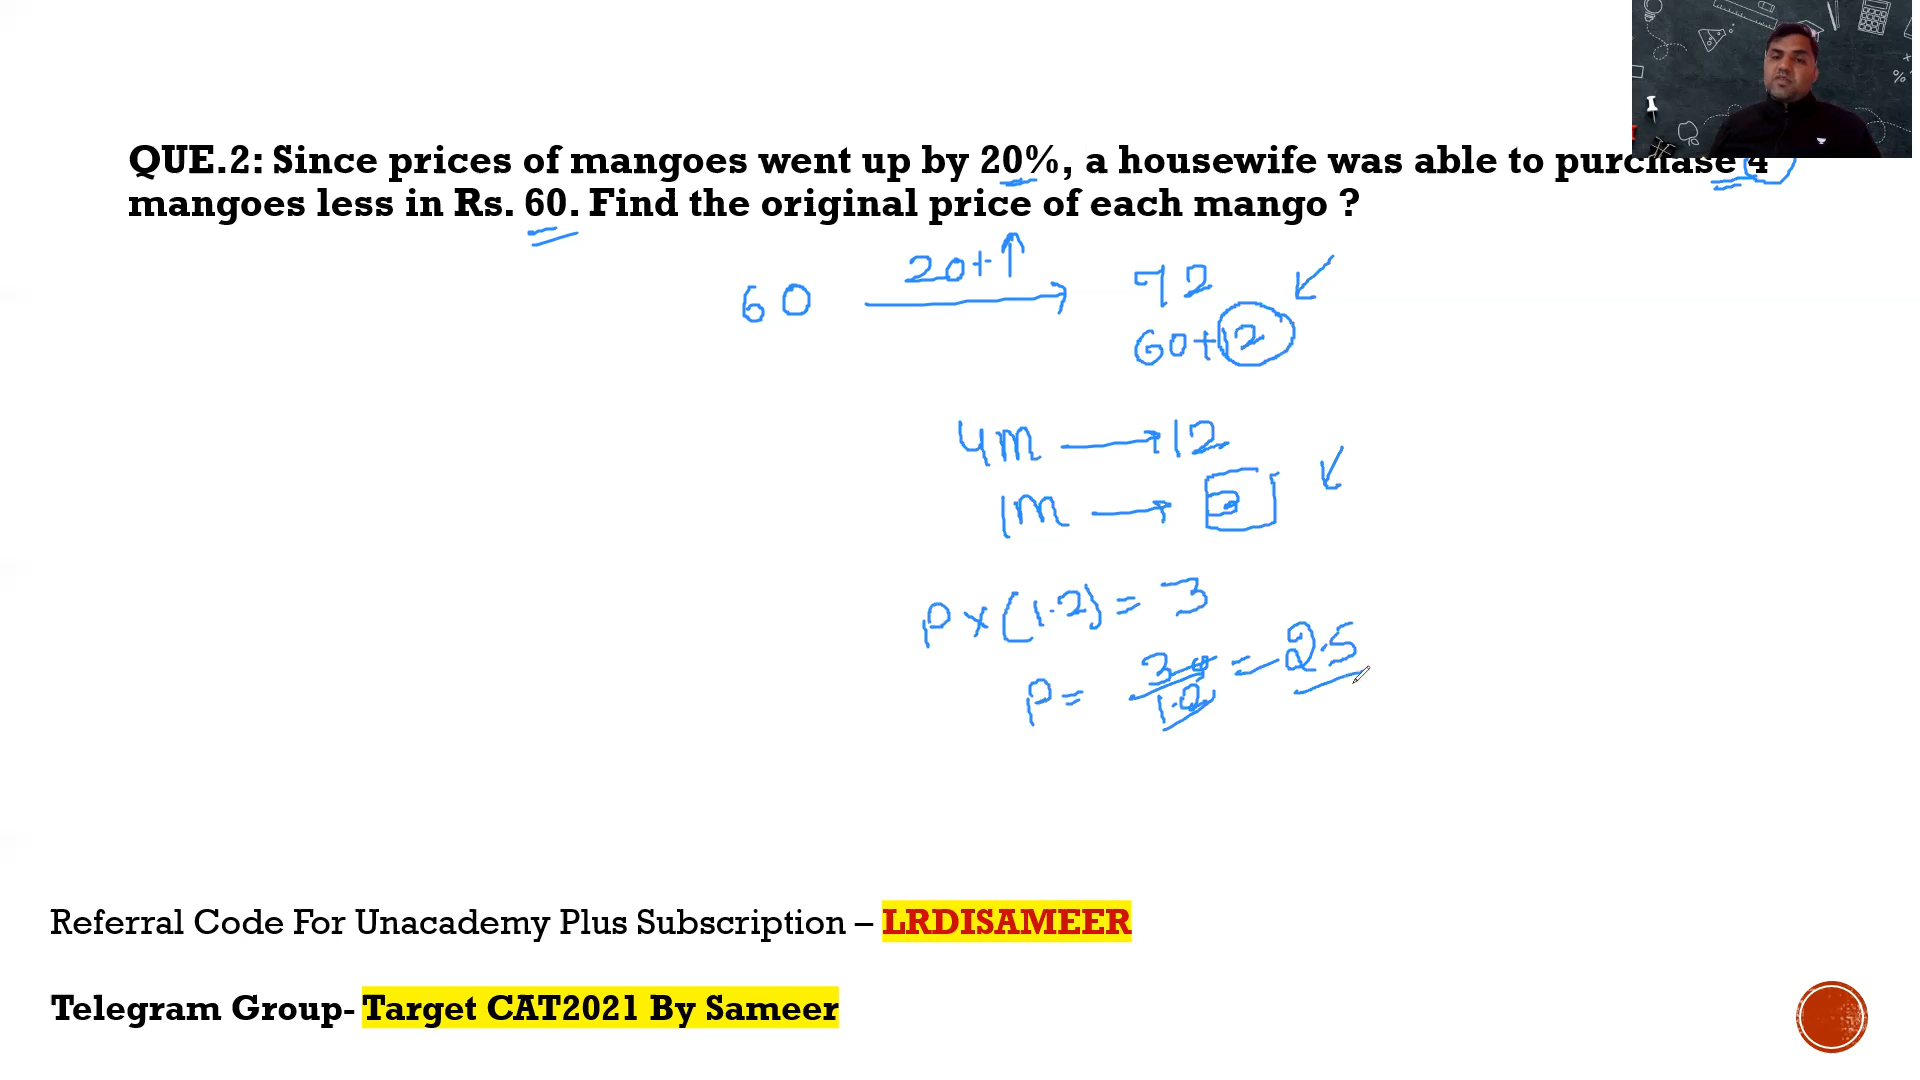 QUE.2: Since prices of mangoes went up by 20%, a housewife was able to purchase 4
mangoes less in Rs. 60. Find the original price of each mango ?
60 20+↑ → 72
60+12
4m → 12
1m → 3
P×(1.2) = 3
P = 3.0/1.2 = 2.5
Referral Code For Unacademy Plus Subscription – LRDISAMEER
Telegram Group- Target CAT2021 By Sameer